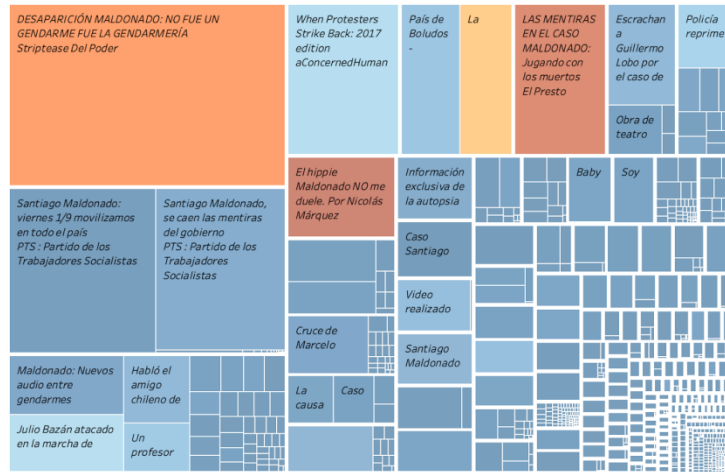 DESAPARICIÓN MALDONADO: NO FUE UN
GENDARME FUE LA GENDARMERÍA
Striptease Del Poder
When Protesters
Strike Back: 2017
edition
aConcernedHuman
País de
Boludos
-
La
LAS MENTIRAS
EN EL CASO
MALDONADO:
Jugando con
los muertos
El Presto
Escrachan
a
Guillermo
Lobo por
el caso de
Policía
reprime
Obra de
teatro
El hippie
Maldonado NO me
duele. Por Nicolás
Márquez
Información
exclusiva de
la autopsia
Baby
Soy
Santiago Maldonado:
viernes 1/9 movilizamos
en todo el país
PTS : Partido de los
Trabajadores Socialistas
Santiago Maldonado,
se caen las mentiras
del gobierno
PTS : Partido de los
Trabajadores
Socialistas
Caso
Santiago
Video
realizado
Cruce de
Marcelo
Santiago
Maldonado
Maldonado: Nuevos
audio entre
gendarmes
Habló el
amigo
chileno de
La
causa
Caso
Julio Bazán atacado
en la marcha de
Un
profesor